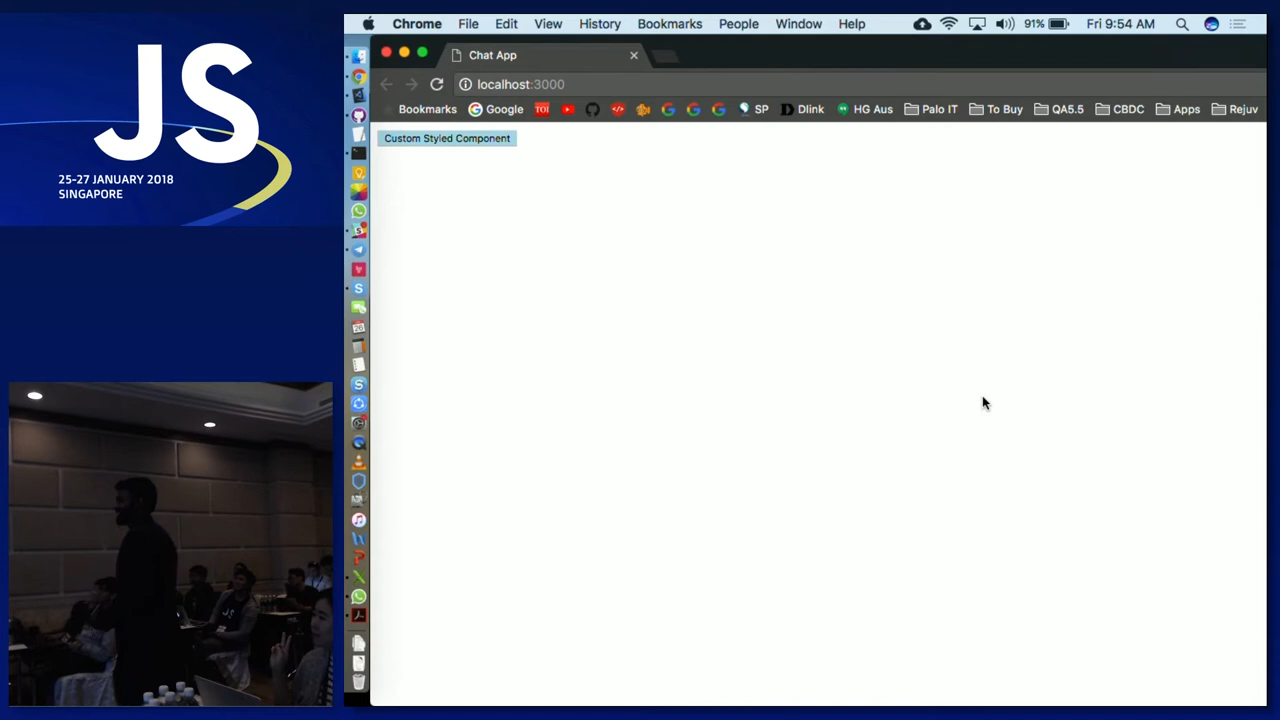 JS
25-27 JANUARY 2018
SINGAPORE
Chrome File Edit View History Bookmarks People Window Help 91% Fri 9:54 AM
Chat App
localhost:3000
Bookmarks Google TOI SP Dlink HG Aus Palo IT To Buy QA5.5 CBDC Apps Rejuv
Custom Styled Component
JS